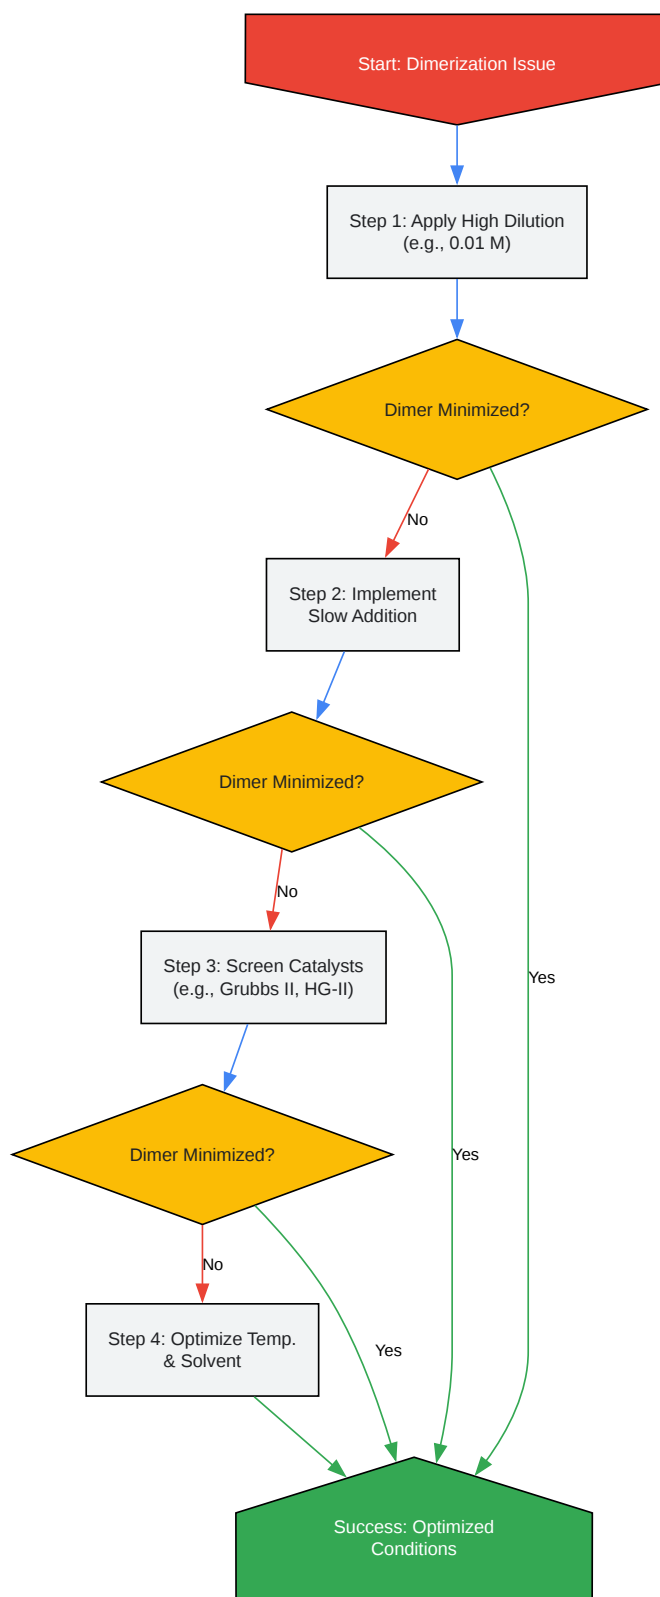 Start: Dimerization Issue
Step 1: Apply High Dilution
(e.g., 0.01 M)
Dimer Minimized?
No
Step 2: Implement
Slow Addition
Dimer Minimized?
No
Step 3: Screen Catalysts
(e.g., Grubbs II, HG-II)
Yes
Dimer Minimized?
Yes
No
Step 4: Optimize Temp.
& Solvent
Yes
Success: Optimized
Conditions